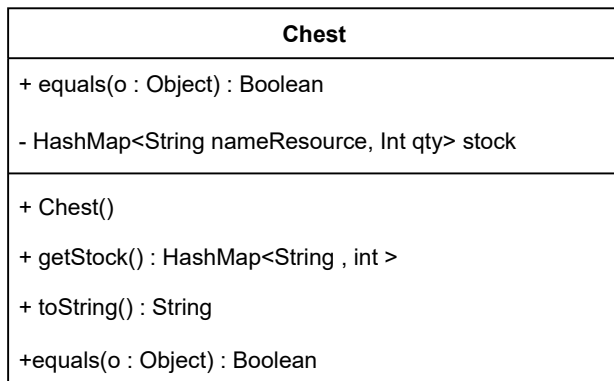 Chest
+ equals(o : Object) : Boolean
- HashMap<String nameResource, Int qty> stock
+ Chest()
+ getStock() : HashMap<String , int >
+ toString() : String
+equals(o : Object) : Boolean